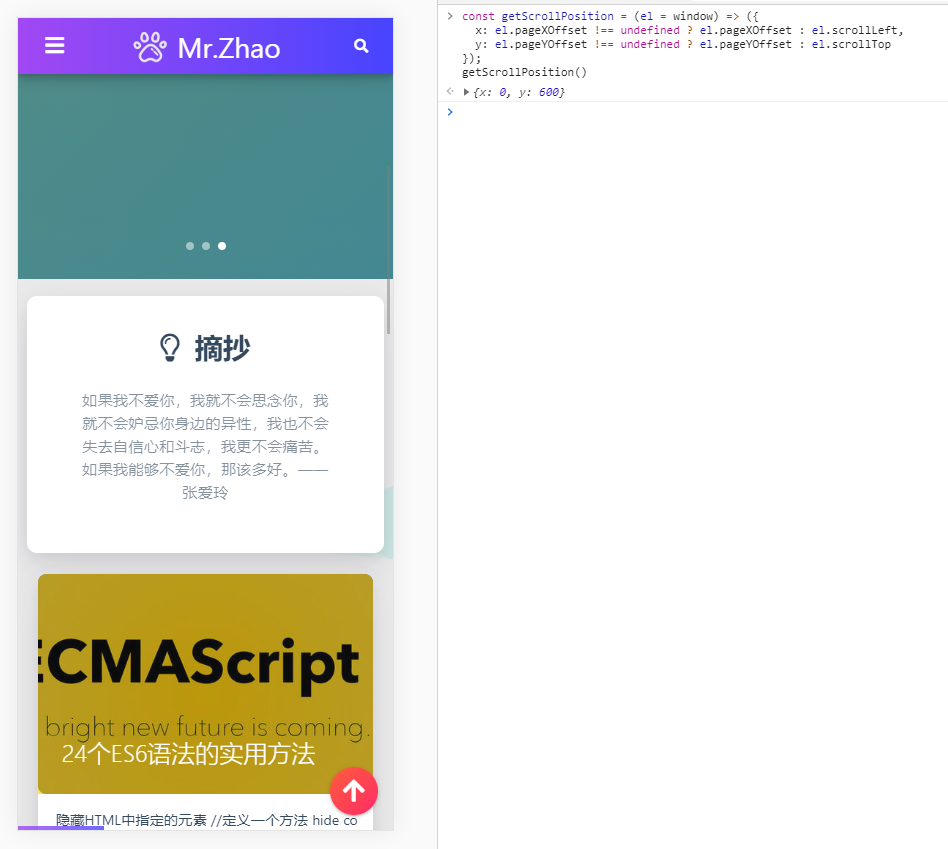 Mr.Zhao
摘抄
如果我不爱你，我就不会思念你，我
就不会妒忌你身边的异性，我也不会
失去自信心和斗志，我更不会痛苦。
如果我能够不爱你，那该多好。——
张爱玲
ECMAScript
bright new future is coming.
24个ES6语法的实用方法
隐藏HTML中指定的元素 //定义一个方法 hide co
const getScrollPosition = (el = window) => ({
x: el.pageXOffset !== undefined ? el.pageXOffset : el.scrollLeft,
y: el.pageYOffset !== undefined ? el.pageYOffset : el.scrollTop
});
getScrollPosition()
{x: 0, y: 600}